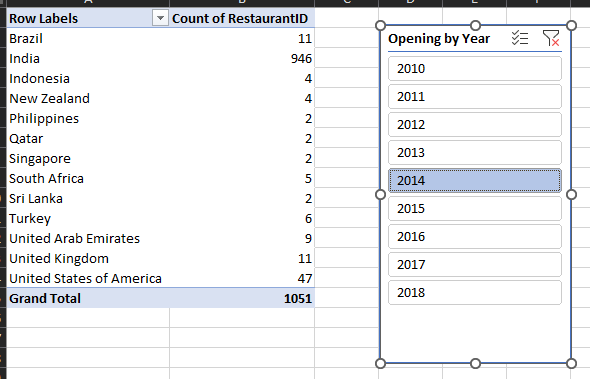 Row Labels Count of RestaurantID
Brazil 11
India 946
Indonesia 4
New Zealand 4
Philippines 2
Qatar 2
Singapore 2
South Africa 5
Sri Lanka 2
Turkey 6
United Arab Emirates 9
United Kingdom 11
United States of America 47
Grand Total 1051
Opening by Year
2010
2011
2012
2013
2014
2015
2016
2017
2018